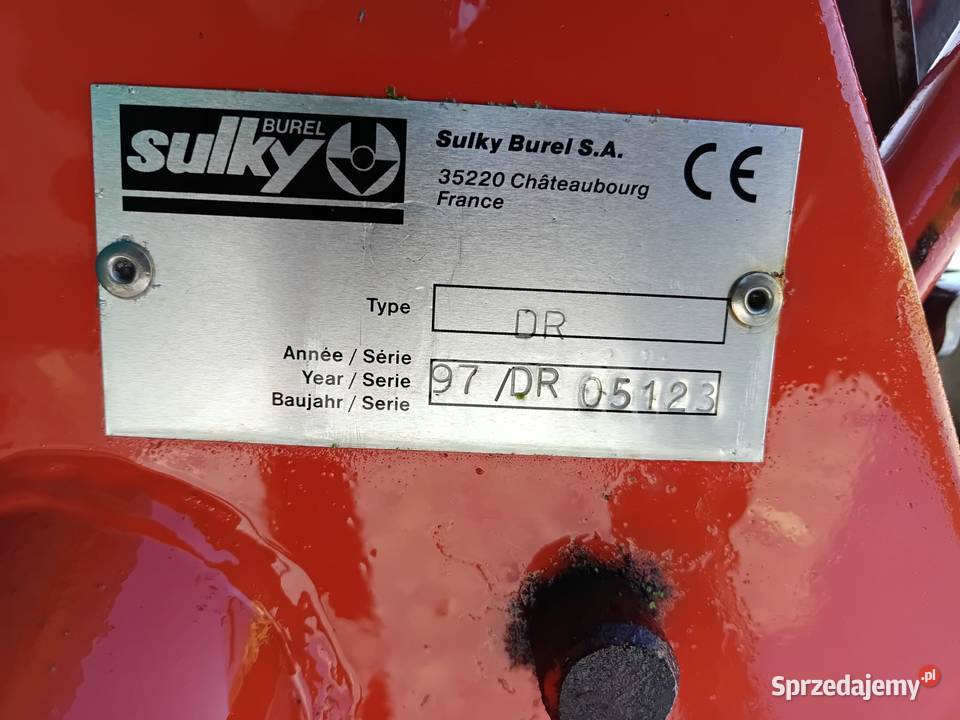 BUREL
sulky
Sulky Burel S.A.
35220 Châteaubourg
France
CE
Type DR
Année / Série
Year / Serie 97 /DR 05123
Baujahr / Serie
Sprzedajemy.pl